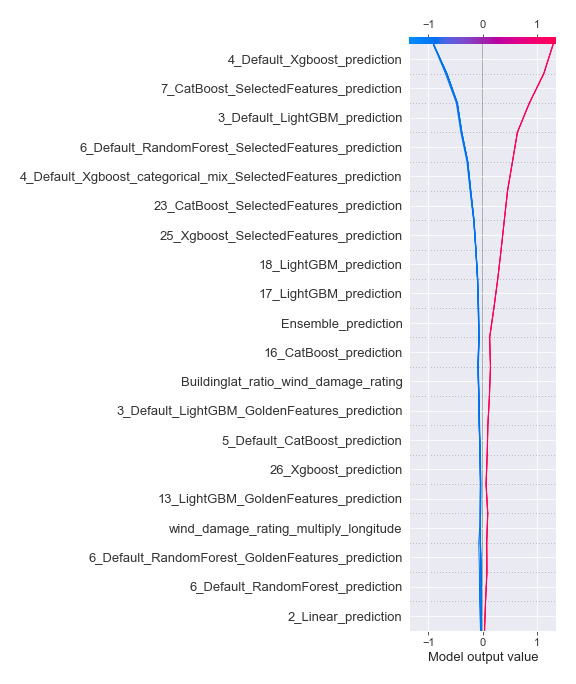 −1 0 1
4_Default_Xgboost_prediction
7_CatBoost_SelectedFeatures_prediction
3_Default_LightGBM_prediction
6_Default_RandomForest_SelectedFeatures_prediction
4_Default_Xgboost_categorical_mix_SelectedFeatures_prediction
23_CatBoost_SelectedFeatures_prediction
25_Xgboost_SelectedFeatures_prediction
18_LightGBM_prediction
17_LightGBM_prediction
Ensemble_prediction
16_CatBoost_prediction
Buildinglat_ratio_wind_damage_rating
3_Default_LightGBM_GoldenFeatures_prediction
5_Default_CatBoost_prediction
26_Xgboost_prediction
13_LightGBM_GoldenFeatures_prediction
wind_damage_rating_multiply_longitude
6_Default_RandomForest_GoldenFeatures_prediction
6_Default_RandomForest_prediction
2_Linear_prediction
−1 0 1
Model output value